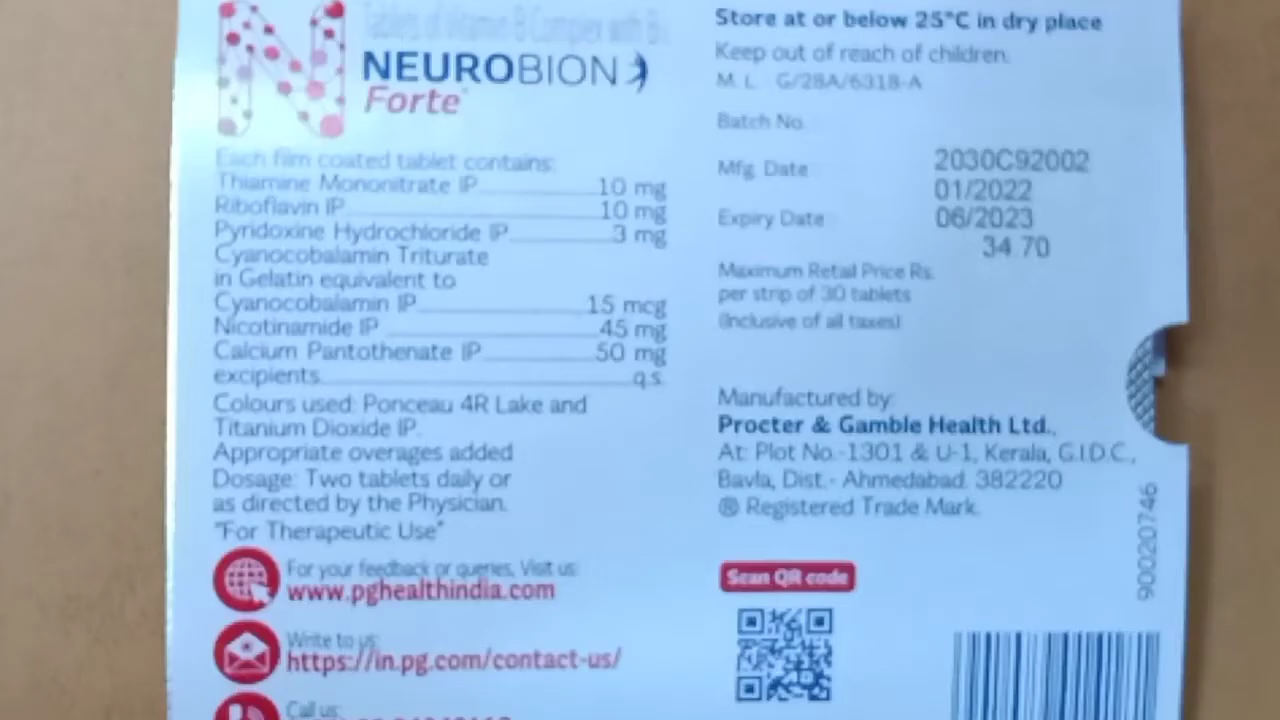 Tablets of Vitamin B Complex with B₁₂
NEUROBION
Forte
Each film coated tablet contains:
Thiamine Mononitrate IP 10 mg
Riboflavin IP 10 mg
Pyridoxine Hydrochloride IP 3 mg
Cyanocobalamin Triturate
in Gelatin equivalent to
Cyanocobalamin IP 15 mcg
Nicotinamide IP 45 mg
Calcium Pantothenate IP 50 mg
excipients q.s.
Colours used: Ponceau 4R Lake and
Titanium Dioxide IP.
Appropriate overages added
Dosage: Two tablets daily or
as directed by the Physician.
"For Therapeutic Use"
For your feedback or queries, Visit us:
www.pghealthindia.com
Write to us:
https://in.pg.com/contact-us/
Call us:
Store at or below 25°C in dry place
Keep out of reach of children.
M. L. G/28A/6318-A
Batch No.
Mfg. Date
Expiry Date
2030C92002
01/2022
06/2023
34.70
Maximum Retail Price Rs.
per strip of 30 tablets
(Inclusive of all taxes)
Manufactured by:
Procter & Gamble Health Ltd.,
At: Plot No.-1301 & U-1, Kerala, G.I.D.C.,
Bavla, Dist.- Ahmedabad. 382220
® Registered Trade Mark.
Scan QR code
90020746